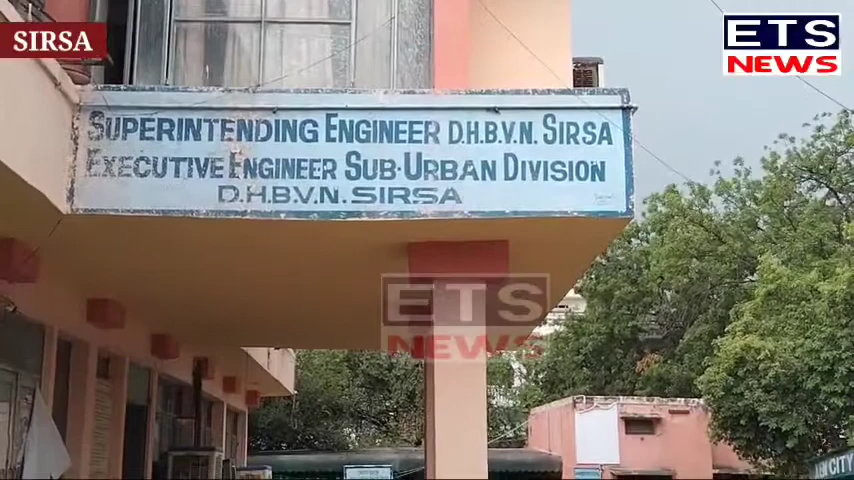 SIRSA
ETS
NEWS
SUPERINTENDING ENGINEER D.H.B.V.N. SIRSA
EXECUTIVE ENGINEER SUB-URBAN DIVISION
D.H.B.V.N. SIRSA
ETS
NEWS
CITY